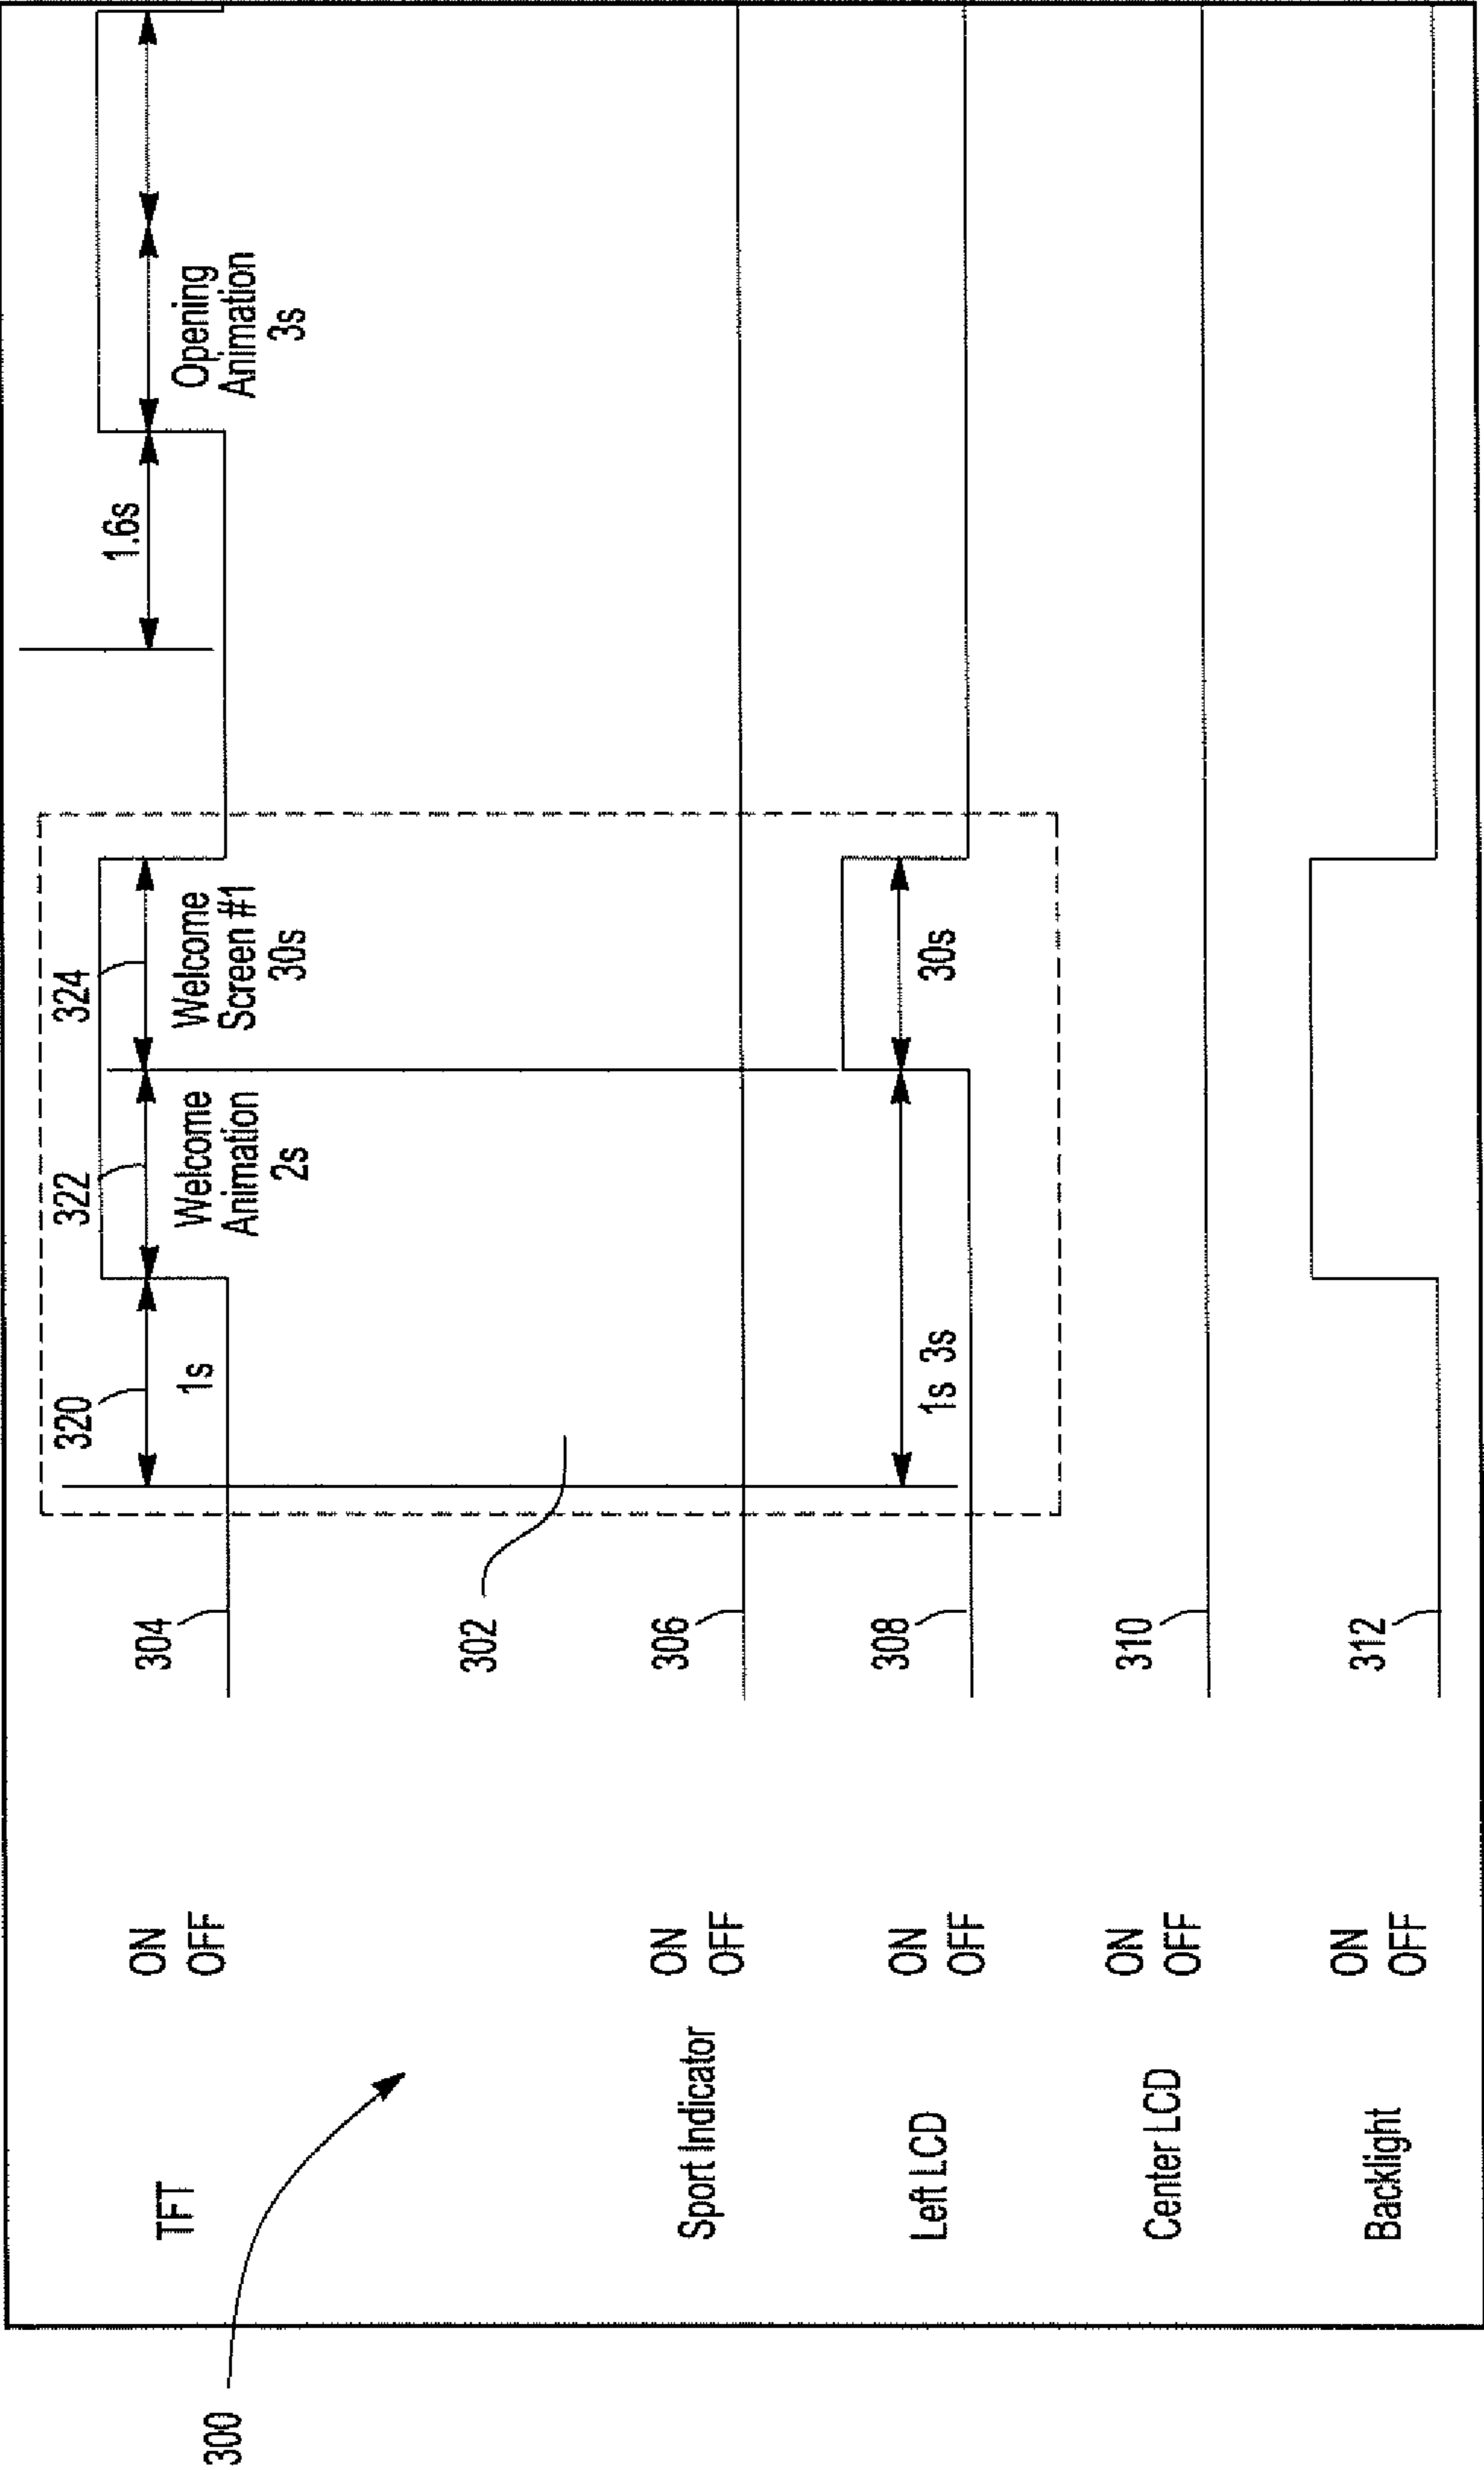 300
TFT
ON
OFF
304
320
1s
322
Welcome
Animation
2s
324
Welcome
Screen #1
30s
1.6s
Opening
Animation
3s
302
Sport Indicator
ON
OFF
306
Left LCD
ON
OFF
308
1s 3s
30s
Center LCD
ON
OFF
310
Backlight
ON
OFF
312